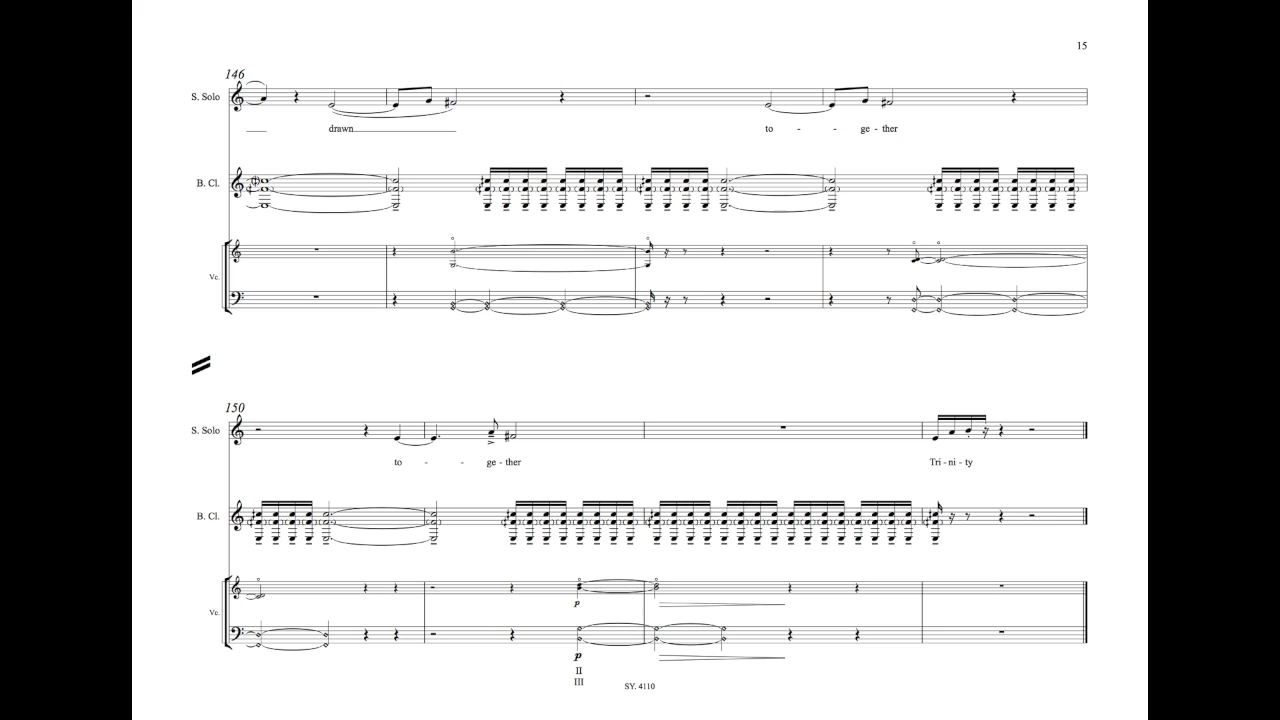 15
146
S. Solo
drawn
to - - ge - ther
B. Cl.
Vc.
150
S. Solo
to - - ge - ther
Tri - ni - ty
B. Cl.
Vc.
p
p
II
III
SY. 4110